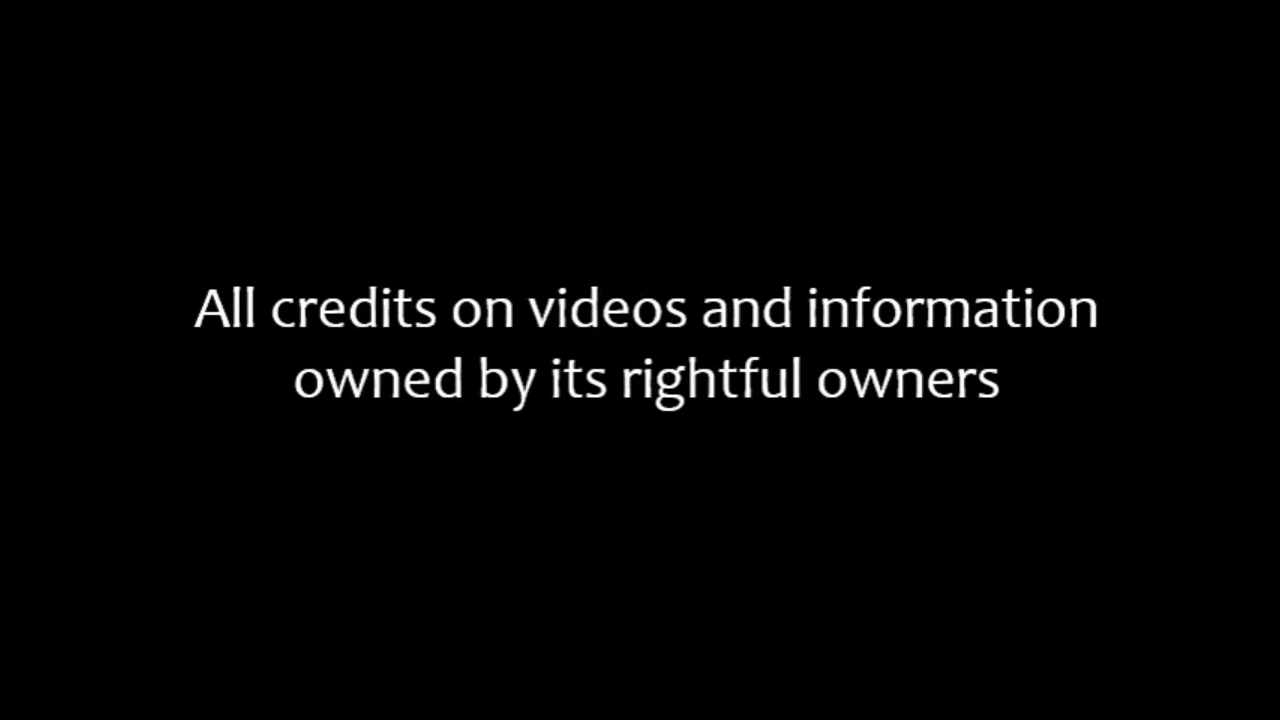 All credits on videos and information
owned by its rightful owners